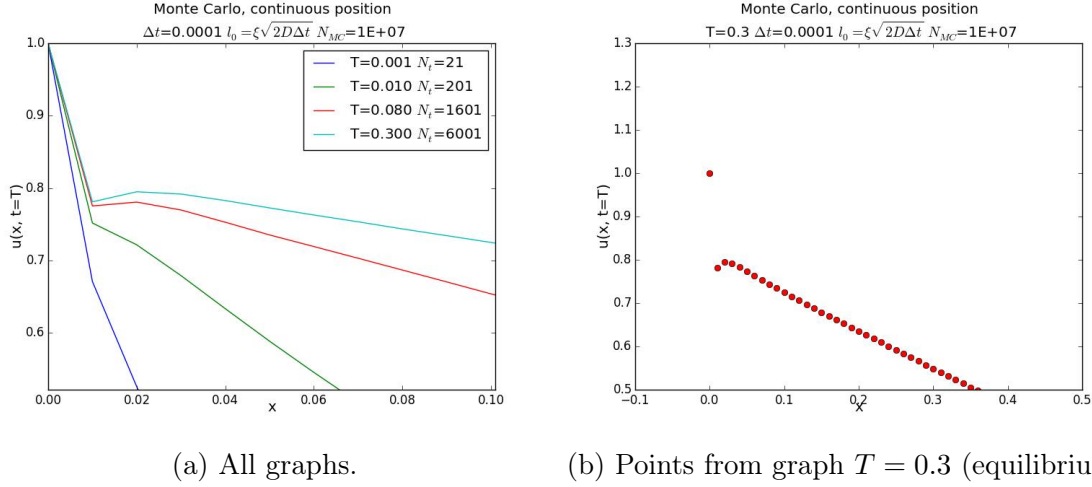 Monte Carlo, continuous position
Δt=0.0001 l₀ =ξ√2DΔt N_MC=1E+07
u(x, t=T)
1.0
0.9
0.8
0.7
0.6
0.00
0.02
0.04
0.06
0.08
0.10
x
T=0.001 N_t=21
T=0.010 N_t=201
T=0.080 N_t=1601
T=0.300 N_t=6001
(a) All graphs.
Monte Carlo, continuous position
T=0.3 Δt=0.0001 l₀ =ξ√2DΔt N_MC=1E+07
u(x, t=T)
1.3
1.2
1.1
1.0
0.9
0.8
0.7
0.6
0.5
−0.1
0.0
0.1
0.2
0.3
0.4
0.5
x
(b) Points from graph T = 0.3 (equilibriu